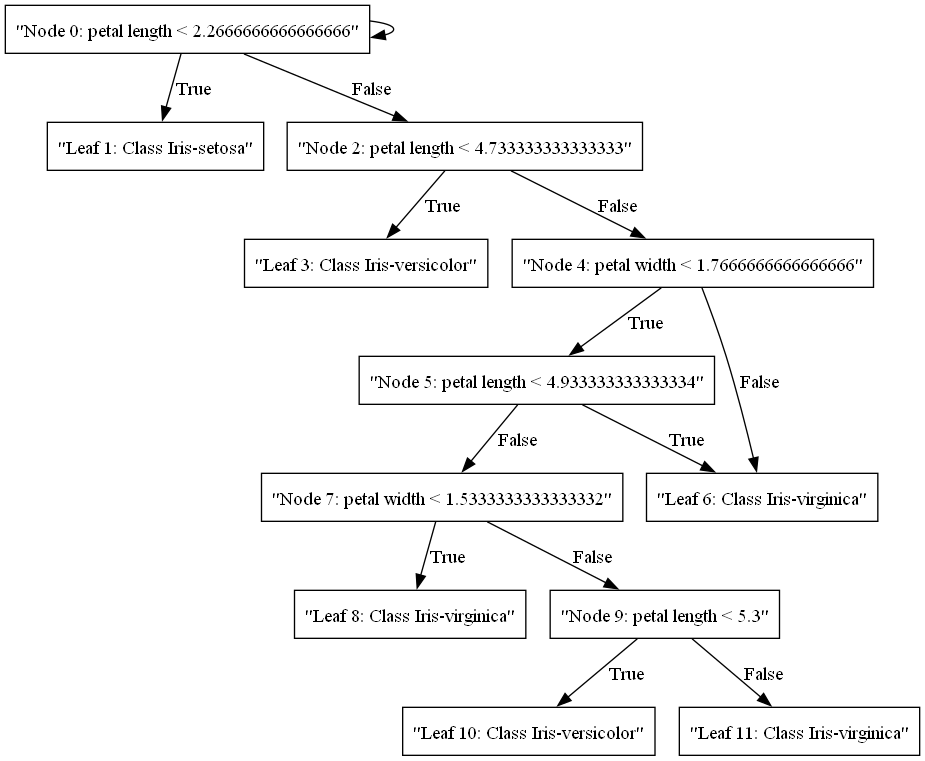 "Node 0: petal length < 2.2666666666666666"
True
False
"Leaf 1: Class Iris-setosa"
"Node 2: petal length < 4.733333333333333"
True
False
"Leaf 3: Class Iris-versicolor"
"Node 4: petal width < 1.7666666666666666"
True
"Node 5: petal length < 4.933333333333334"
False
False
True
"Node 7: petal width < 1.5333333333333332"
"Leaf 6: Class Iris-virginica"
True
False
"Leaf 8: Class Iris-virginica"
"Node 9: petal length < 5.3"
True
False
"Leaf 10: Class Iris-versicolor"
"Leaf 11: Class Iris-virginica"